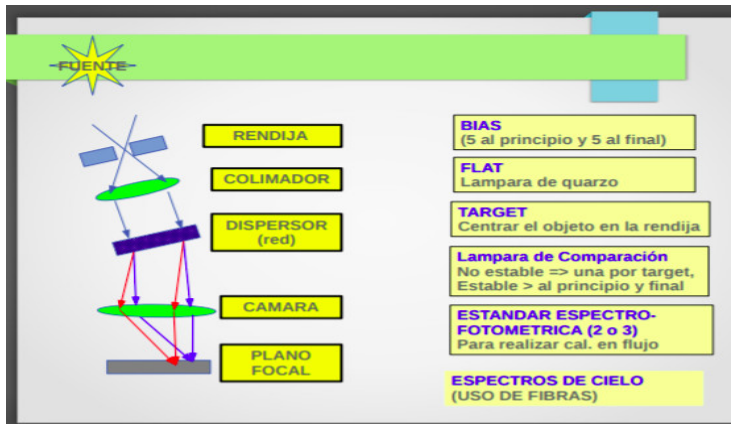 FUENTE
RENDIJA
COLIMADOR
DISPERSOR
(red)
CAMARA
PLANO
FOCAL
BIAS
(5 al principio y 5 al final)
FLAT
Lampara de quarzo
TARGET
Centrar el objeto en la rendija
Lampara de Comparación
No estable => una por target,
Estable > al principio y final
ESTANDAR ESPECTRO-
FOTOMETRICA (2 o 3)
Para realizar cal. en flujo
ESPECTROS DE CIELO
(USO DE FIBRAS)